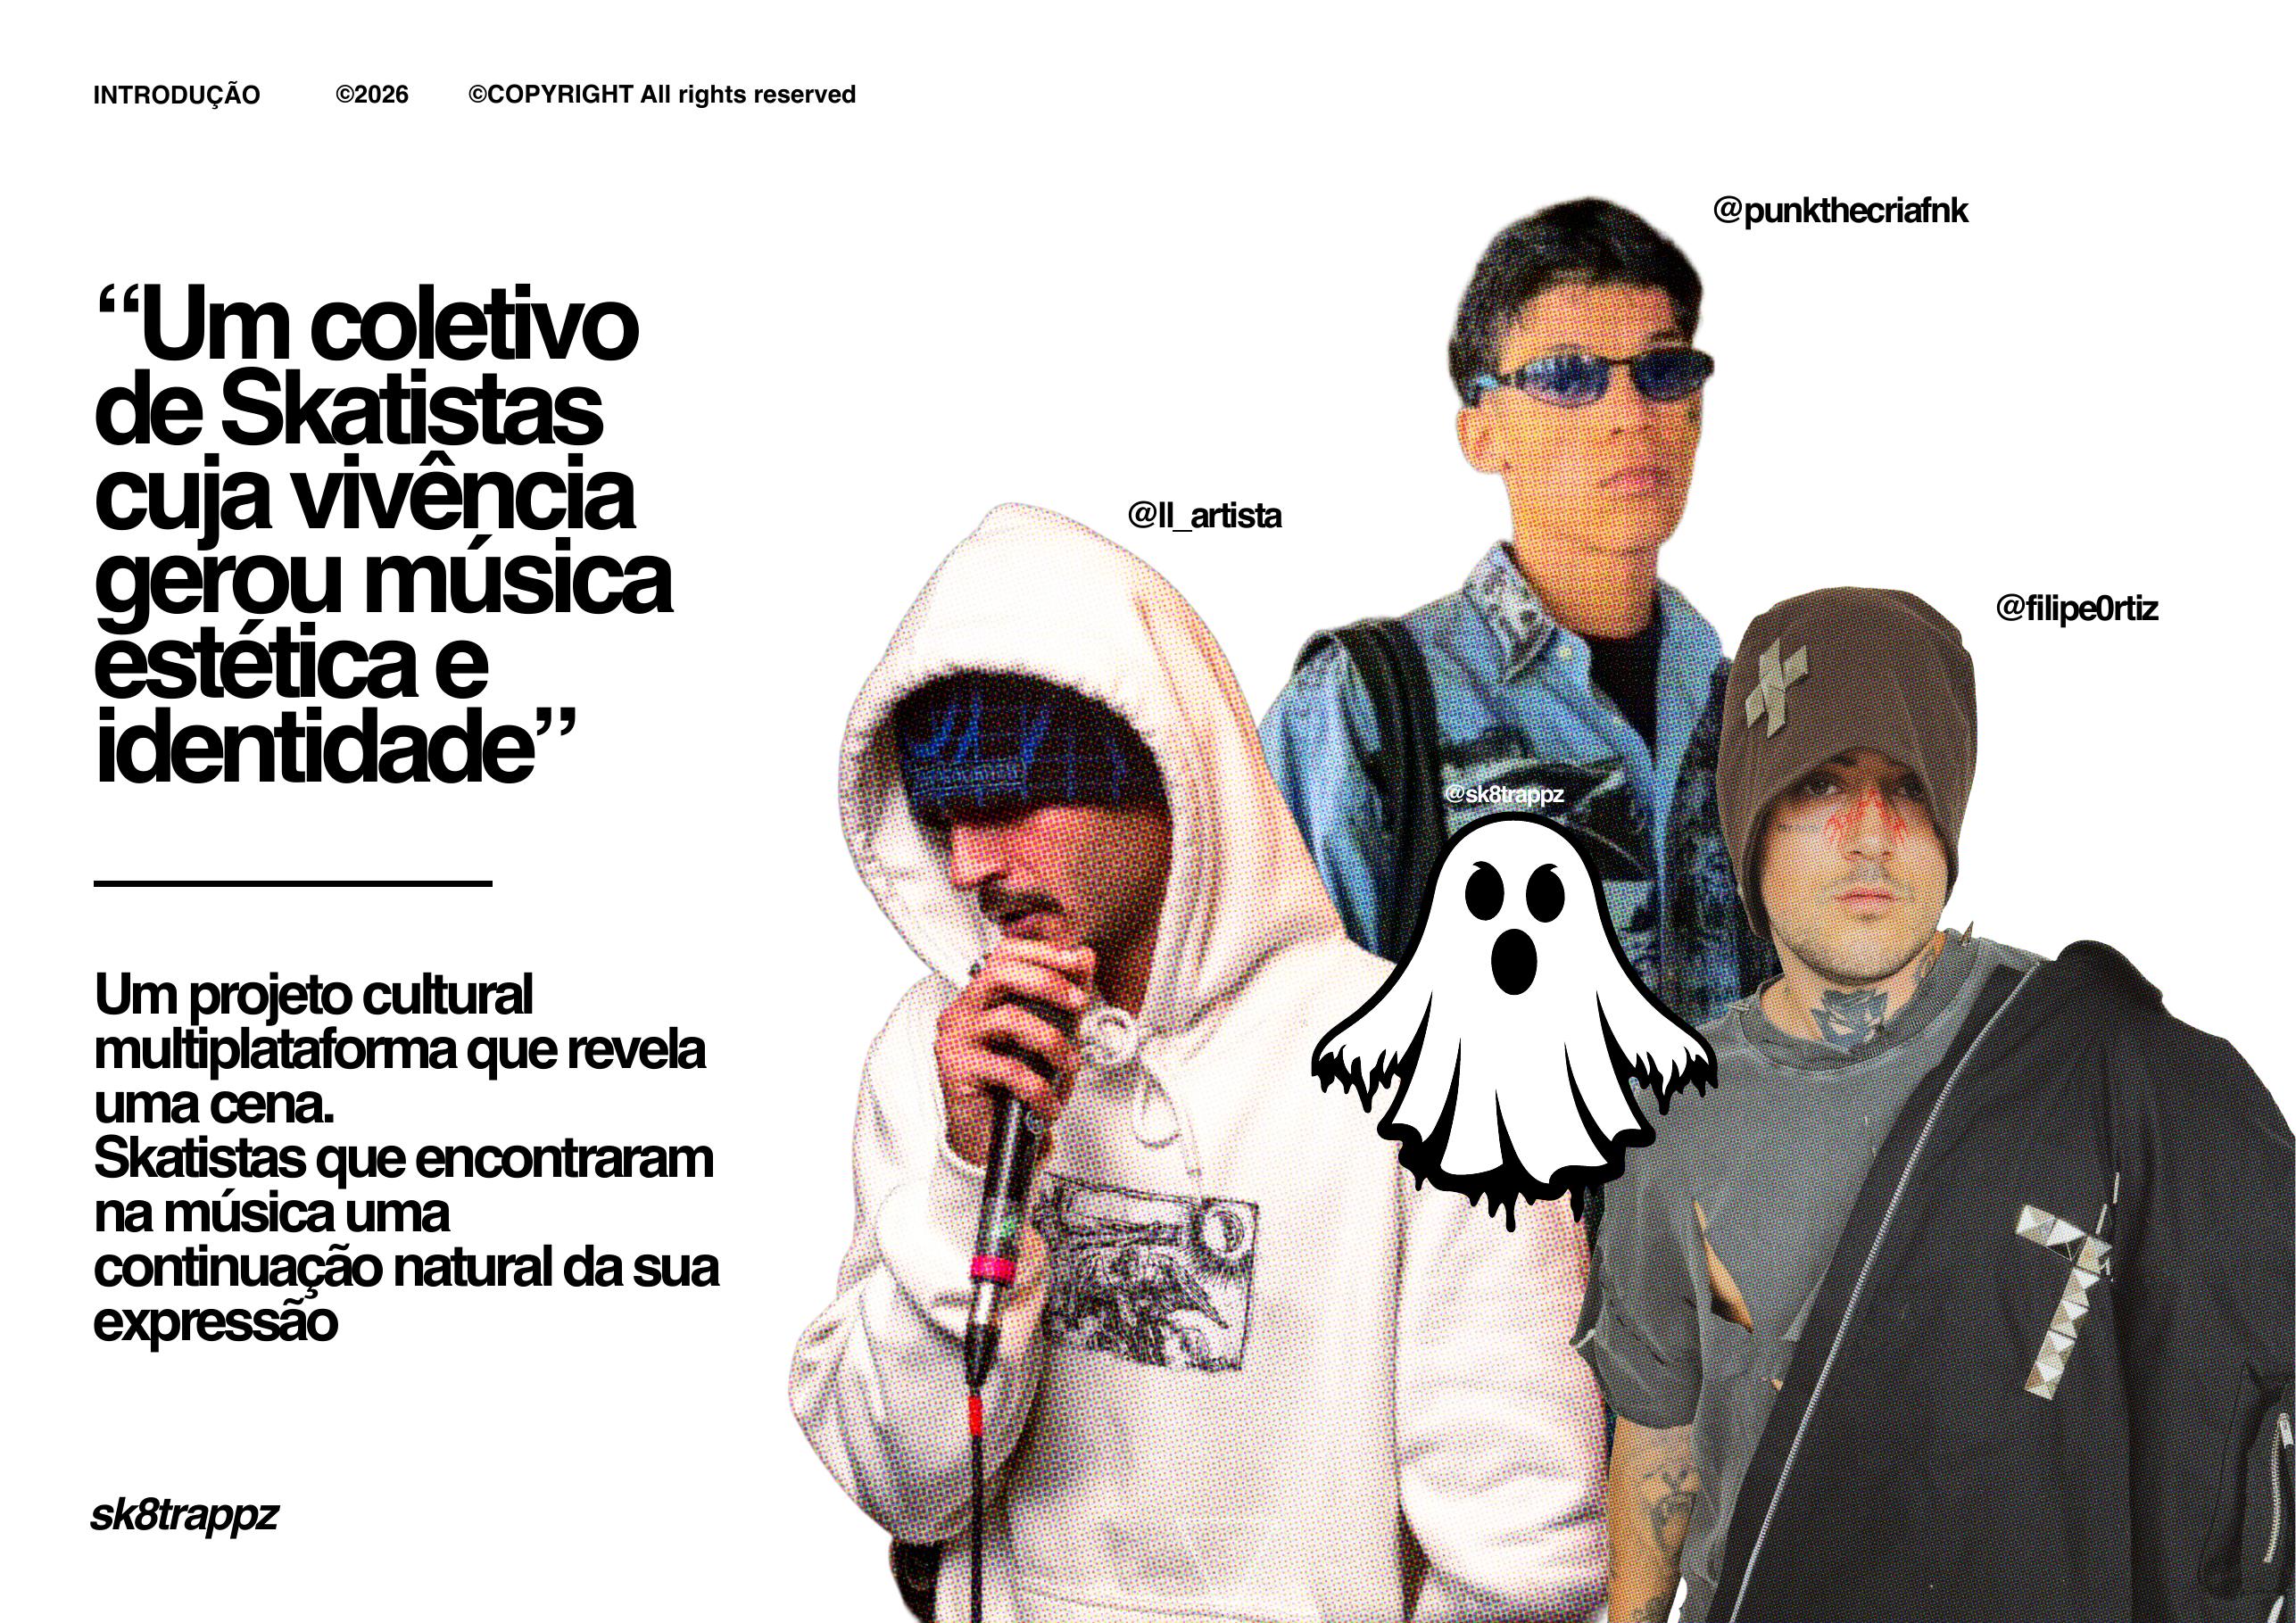 INTRODUÇÃO ©2026 ©COPYRIGHT All rights reserved
“Um coletivo
de Skatistas
cuja vivência
gerou música
estética e
identidade”
Um projeto cultural
multiplataforma que revela
uma cena.
Skatistas que encontraram
na música uma
continuação natural da sua
expressão
sk8trappz
@punkthecriafnk
@ll_artista
@filipe0rtiz
@sk8trappz